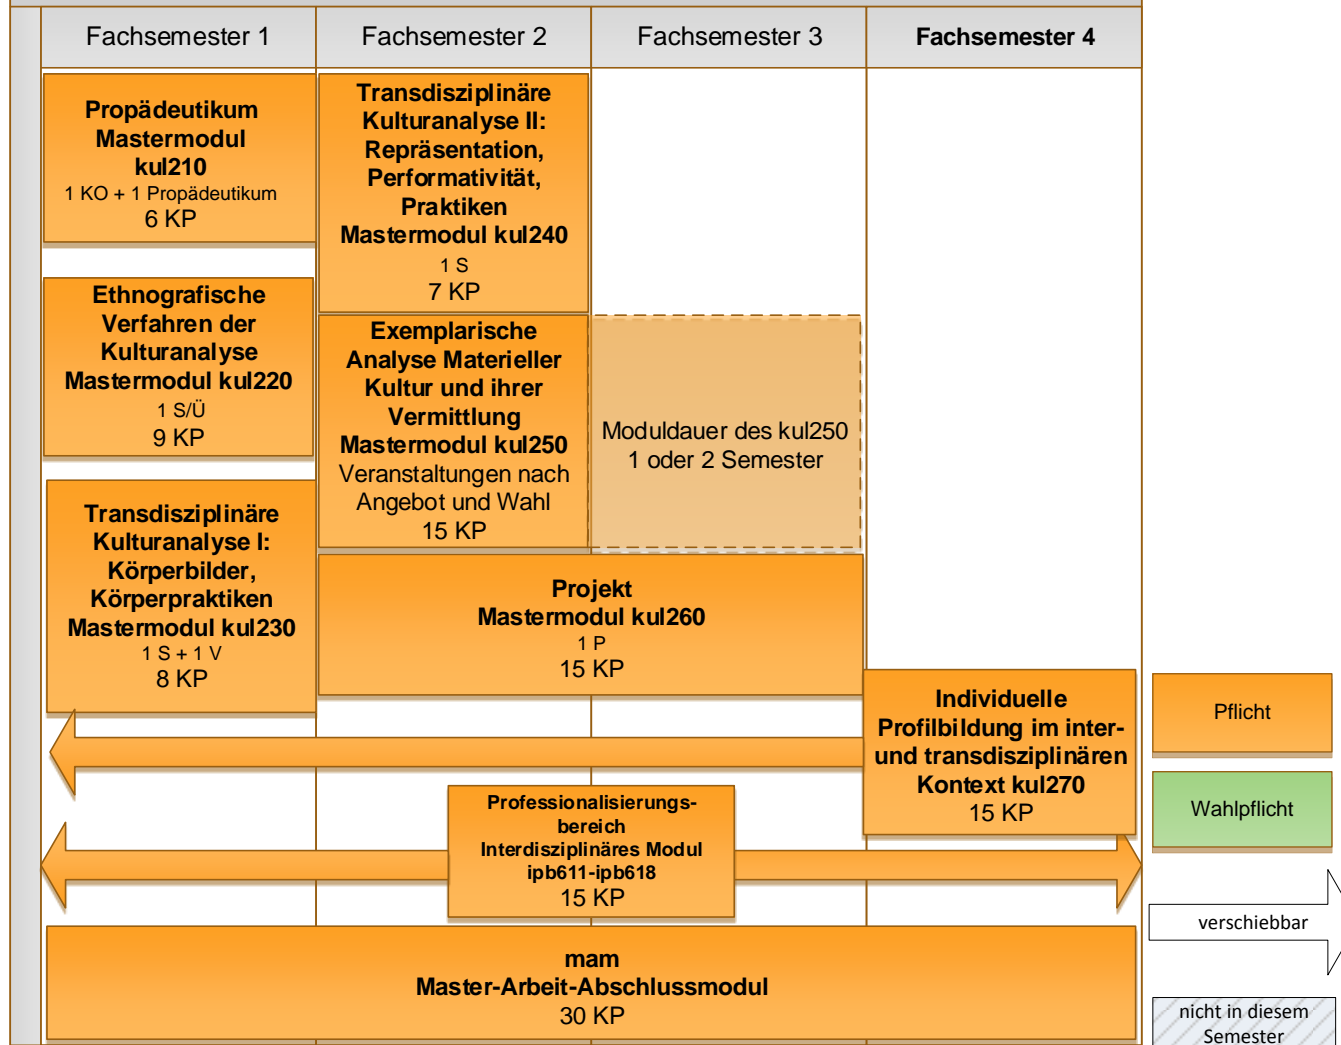 Fachsemester 1
Fachsemester 2
Fachsemester 3
Fachsemester 4
Propädeutikum
Mastermodul
kul210
1 KO + 1 Propädeutikum
6 KP
Ethnografische
Verfahren der
Kulturanalyse
Mastermodul kul220
1 S/Ü
9 KP
Transdisziplinäre
Kulturanalyse I:
Körperbilder,
Körperpraktiken
Mastermodul kul230
1 S + 1 V
8 KP
Transdisziplinäre
Kulturanalyse II:
Repräsentation,
Performativität,
Praktiken
Mastermodul kul240
1 S
7 KP
Exemplarische
Analyse Materieller
Kultur und ihrer
Vermittlung
Mastermodul kul250
Veranstaltungen nach
Angebot und Wahl
15 KP
Moduldauer des kul250
1 oder 2 Semester
Projekt
Mastermodul kul260
1 P
15 KP
Individuelle
Profilbildung im inter-
und transdisziplinären
Kontext kul270
15 KP
Professionalisierungs-
bereich
Interdisziplinäres Modul
ipb611-ipb618
15 KP
mam
Master-Arbeit-Abschlussmodul
30 KP
Pflicht
Wahlpflicht
verschiebbar
nicht in diesem
Semester